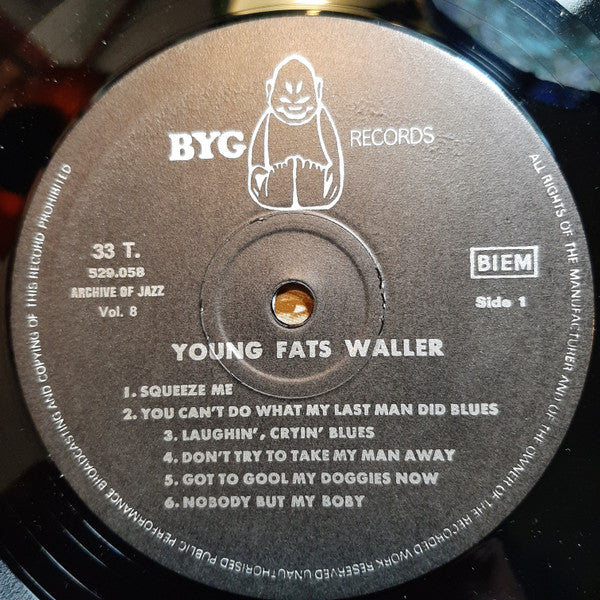 BYG RECORDS
33 T.
529.058
ARCHIVE OF JAZZ
Vol. 8
BIEM
Side 1
YOUNG FATS WALLER
1. SQUEEZE ME
2. YOU CAN'T DO WHAT MY LAST MAN DID BLUES
3. LAUGHIN', CRYIN' BLUES
4. DON'T TRY TO TAKE MY MAN AWAY
5. GOT TO GOOL MY DOGGIES NOW
6. NOBODY BUT MY BOBY
ALL RIGHTS OF THE MANUFACTURER AND OF THE OWNER OF THE RECORDED WORK RESERVED UNAUTHORISED PUBLIC PERFORMANCE BROADCASTING AND COPYING OF THIS RECORD PROHIBITED